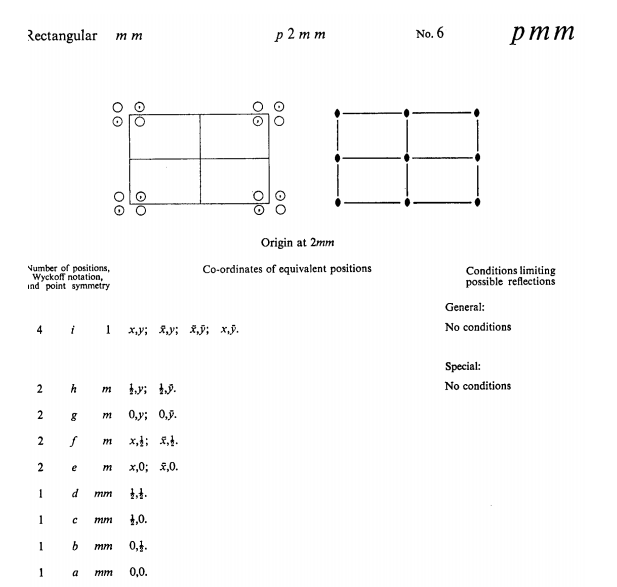 Rectangular m m p 2 m m No. 6 pmm
Origin at 2mm
Number of positions, Wyckoff notation, and point symmetry
Co-ordinates of equivalent positions
Conditions limiting possible reflections
General:
4 i 1 x,y; x̄,y; x̄,ȳ; x,ȳ. No conditions
Special:
2 h m ½,y; ½,ȳ. No conditions
2 g m 0,y; 0,ȳ.
2 f m x,½; x̄,½.
2 e m x,0; x̄,0.
1 d mm ½,½.
1 c mm ½,0.
1 b mm 0,½.
1 a mm 0,0.